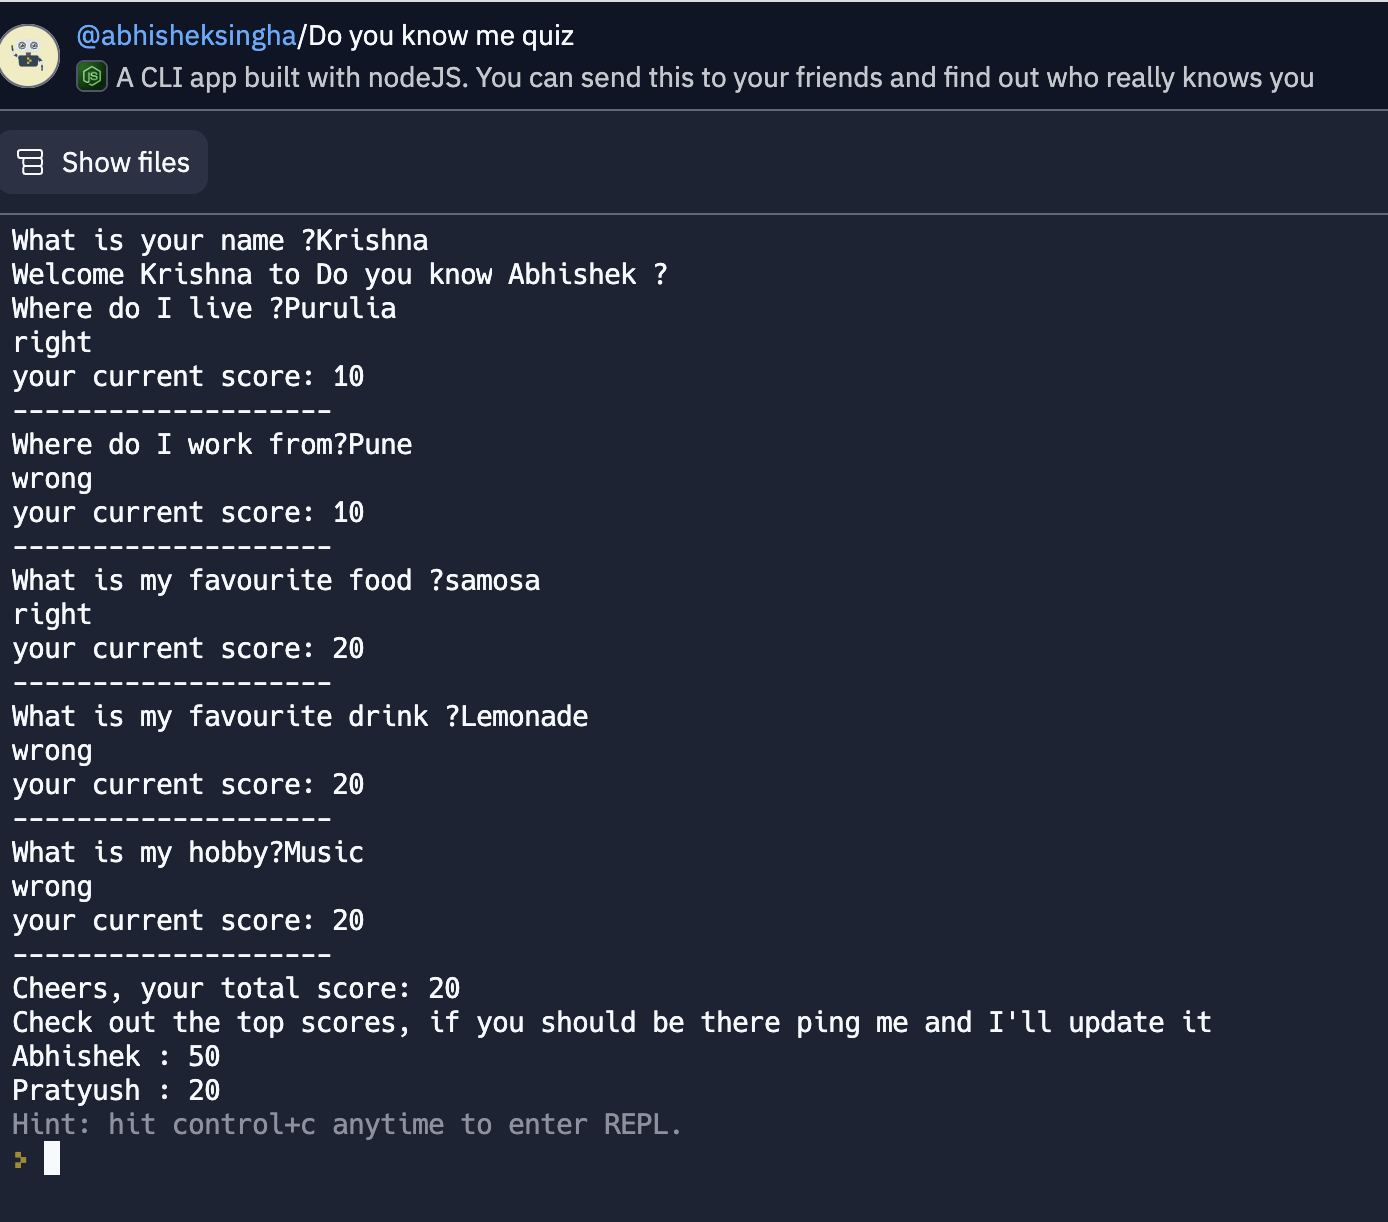 @abhisheksingha/Do you know me quiz
A CLI app built with nodeJS. You can send this to your friends and find out who really knows you
Show files
What is your name ?Krishna
Welcome Krishna to Do you know Abhishek ?
Where do I live ?Purulia
right
your current score: 10
--------------------
Where do I work from?Pune
wrong
your current score: 10
--------------------
What is my favourite food ?samosa
right
your current score: 20
--------------------
What is my favourite drink ?Lemonade
wrong
your current score: 20
--------------------
What is my hobby?Music
wrong
your current score: 20
--------------------
Cheers, your total score: 20
Check out the top scores, if you should be there ping me and I'll update it
Abhishek : 50
Pratyush : 20
Hint: hit control+c anytime to enter REPL.